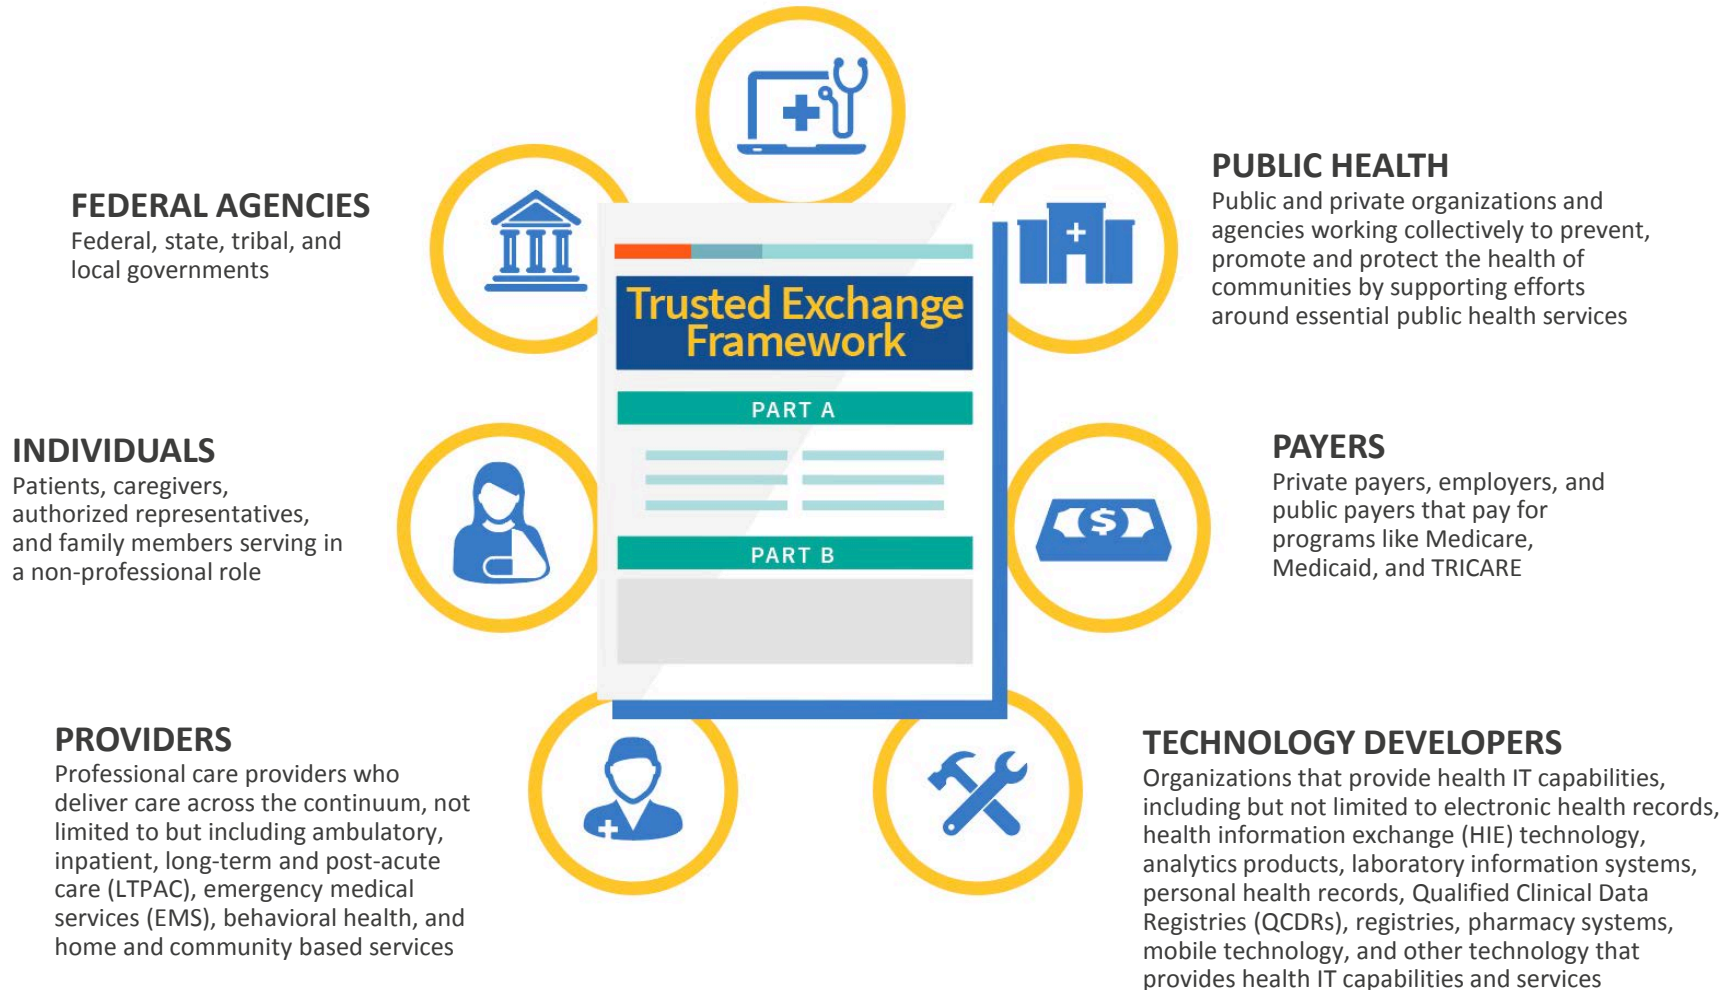 FEDERAL AGENCIES
Federal, state, tribal, and
local governments
INDIVIDUALS
Patients, caregivers,
authorized representatives,
and family members serving in
a non-professional role
PROVIDERS
Professional care providers who
deliver care across the continuum, not
limited to but including ambulatory,
inpatient, long-term and post-acute
care (LTPAC), emergency medical
services (EMS), behavioral health, and
home and community based services
Trusted Exchange
Framework
PART A
PART B
$
PUBLIC HEALTH
Public and private organizations and
agencies working collectively to prevent,
promote and protect the health of
communities by supporting efforts
around essential public health services
PAYERS
Private payers, employers, and
public payers that pay for
programs like Medicare,
Medicaid, and TRICARE
TECHNOLOGY DEVELOPERS
Organizations that provide health IT capabilities,
including but not limited to electronic health records,
health information exchange (HIE) technology,
analytics products, laboratory information systems,
personal health records, Qualified Clinical Data
Registries (QCDRs), registries, pharmacy systems,
mobile technology, and other technology that
provides health IT capabilities and services